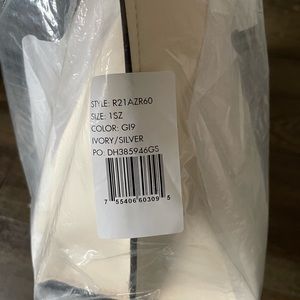 STYLE: R21AZR60
SIZE: 1SZ
COLOR: GI9
IVORY/SILVER
PO: DH385946GS
7 55406 60309 5